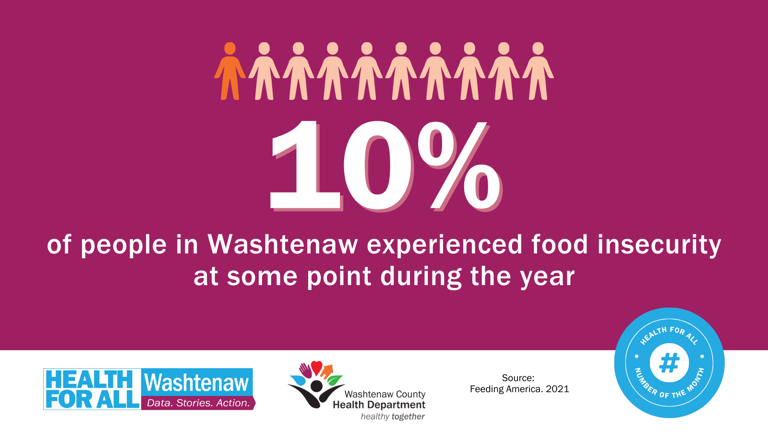 10%
of people in Washtenaw experienced food insecurity
at some point during the year
HEALTH
FOR ALL
Washtenaw
Data. Stories. Action.
Washtenaw County
Health Department
healthy together
Source:
Feeding America. 2021
HEALTH FOR ALL
#
NUMBER OF THE MONTH